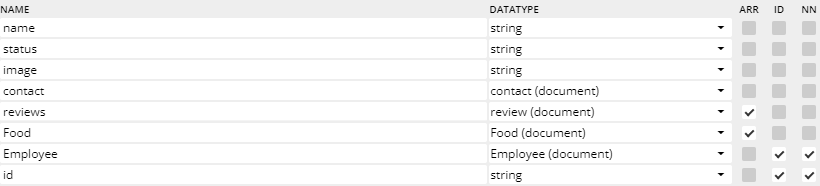 NAME DATATYPE ARR ID NN
name string
status string
image string
contact contact (document)
reviews review (document)
Food Food (document)
Employee Employee (document)
id string